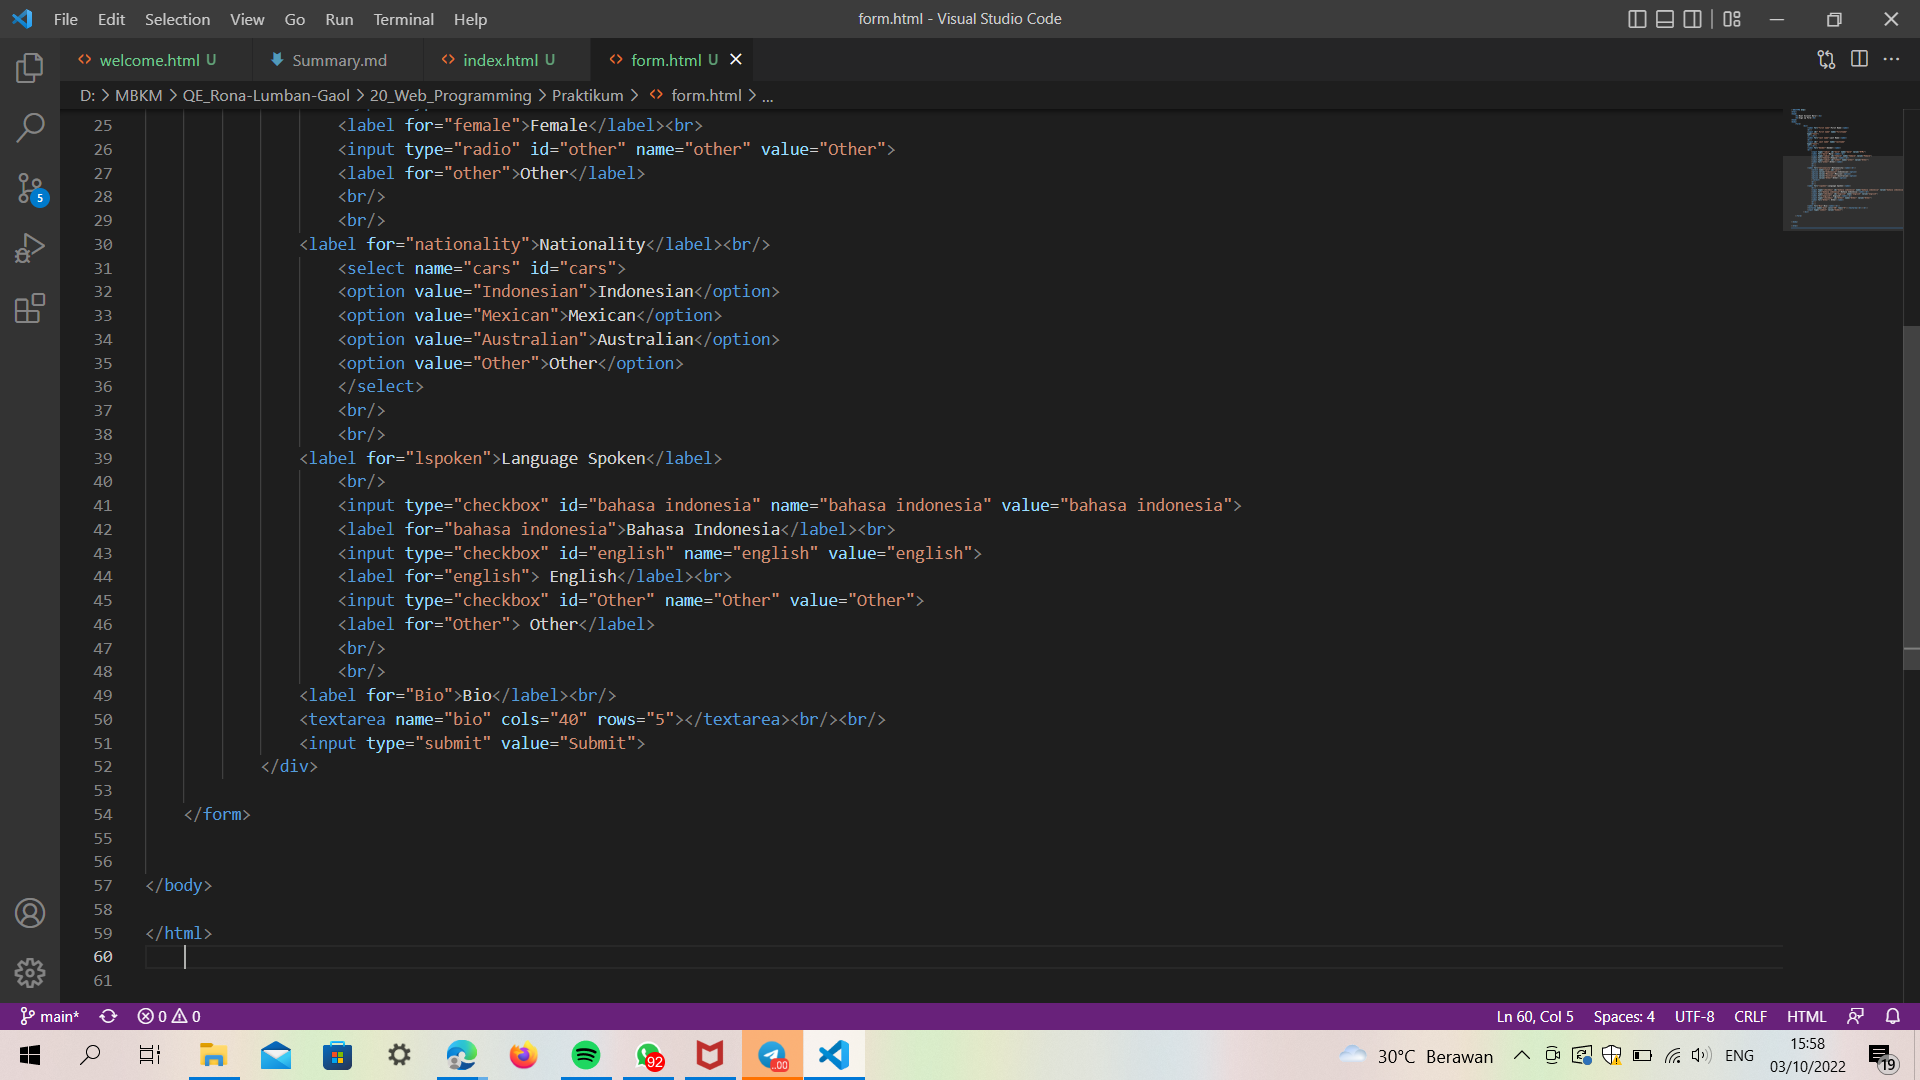 File Edit Selection View Go Run Terminal Help form.html - Visual Studio Code
welcome.html U Summary.md index.html U form.html U
D: > MBKM > QE_Rona-Lumban-Gaol > 20_Web_Programming > Praktikum > form.html > ...
25 <label for="female">Female</label><br>
26 <input type="radio" id="other" name="other" value="Other">
27 <label for="other">Other</label>
28 <br/>
29 <br/>
30 <label for="nationality">Nationality</label><br/>
31 <select name="cars" id="cars">
32 <option value="Indonesian">Indonesian</option>
33 <option value="Mexican">Mexican</option>
34 <option value="Australian">Australian</option>
35 <option value="Other">Other</option>
36 </select>
37 <br/>
38 <br/>
39 <label for="lspoken">Language Spoken</label>
40 <br/>
41 <input type="checkbox" id="bahasa indonesia" name="bahasa indonesia" value="bahasa indonesia">
42 <label for="bahasa indonesia">Bahasa Indonesia</label><br>
43 <input type="checkbox" id="english" name="english" value="english">
44 <label for="english"> English</label><br>
45 <input type="checkbox" id="Other" name="Other" value="Other">
46 <label for="Other"> Other</label>
47 <br/>
48 <br/>
49 <label for="Bio">Bio</label><br/>
50 <textarea name="bio" cols="40" rows="5"></textarea><br/><br/>
51 <input type="submit" value="Submit">
52 </div>
53
54 </form>
55
56
57 </body>
58
59 </html>
60
61
5
main* 0 0 Ln 60, Col 5 Spaces: 4 UTF-8 CRLF HTML
92 ..00 30°C Berawan ENG 15:58
03/10/2022 19